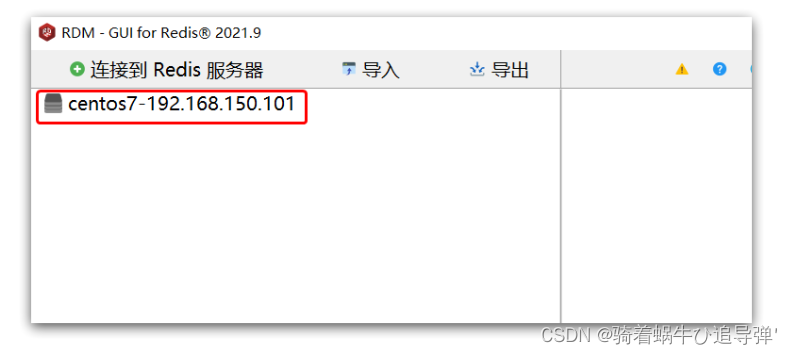 RDM - GUI for Redis® 2021.9
连接到 Redis 服务器 导入 导出
centos7-192.168.150.101
CSDN @骑着蜗牛ひ追导弹'